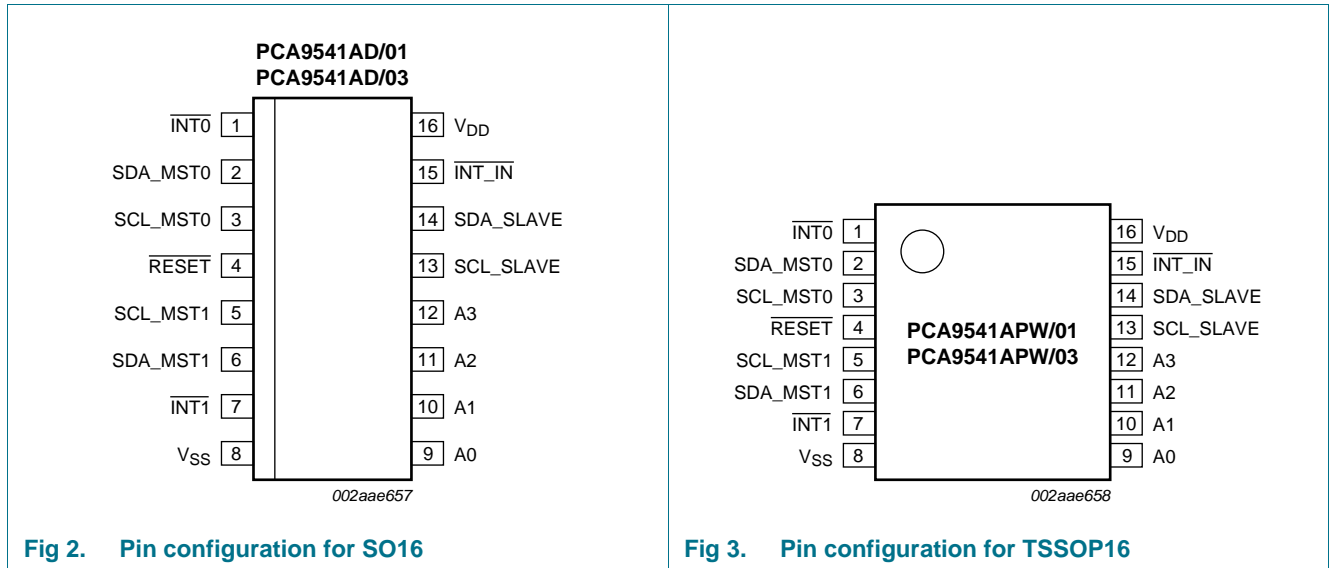 PCA9541AD/01
PCA9541AD/03
INT0 1
SDA_MST0 2
SCL_MST0 3
RESET 4
SCL_MST1 5
SDA_MST1 6
INT1 7
VSS 8
16 VDD
15 INT_IN
14 SDA_SLAVE
13 SCL_SLAVE
12 A3
11 A2
10 A1
9 A0
002aae657
Fig 2. Pin configuration for SO16
INT0 1
SDA_MST0 2
SCL_MST0 3
RESET 4
SCL_MST1 5
SDA_MST1 6
INT1 7
VSS 8
PCA9541APW/01
PCA9541APW/03
16 VDD
15 INT_IN
14 SDA_SLAVE
13 SCL_SLAVE
12 A3
11 A2
10 A1
9 A0
002aae658
Fig 3. Pin configuration for TSSOP16